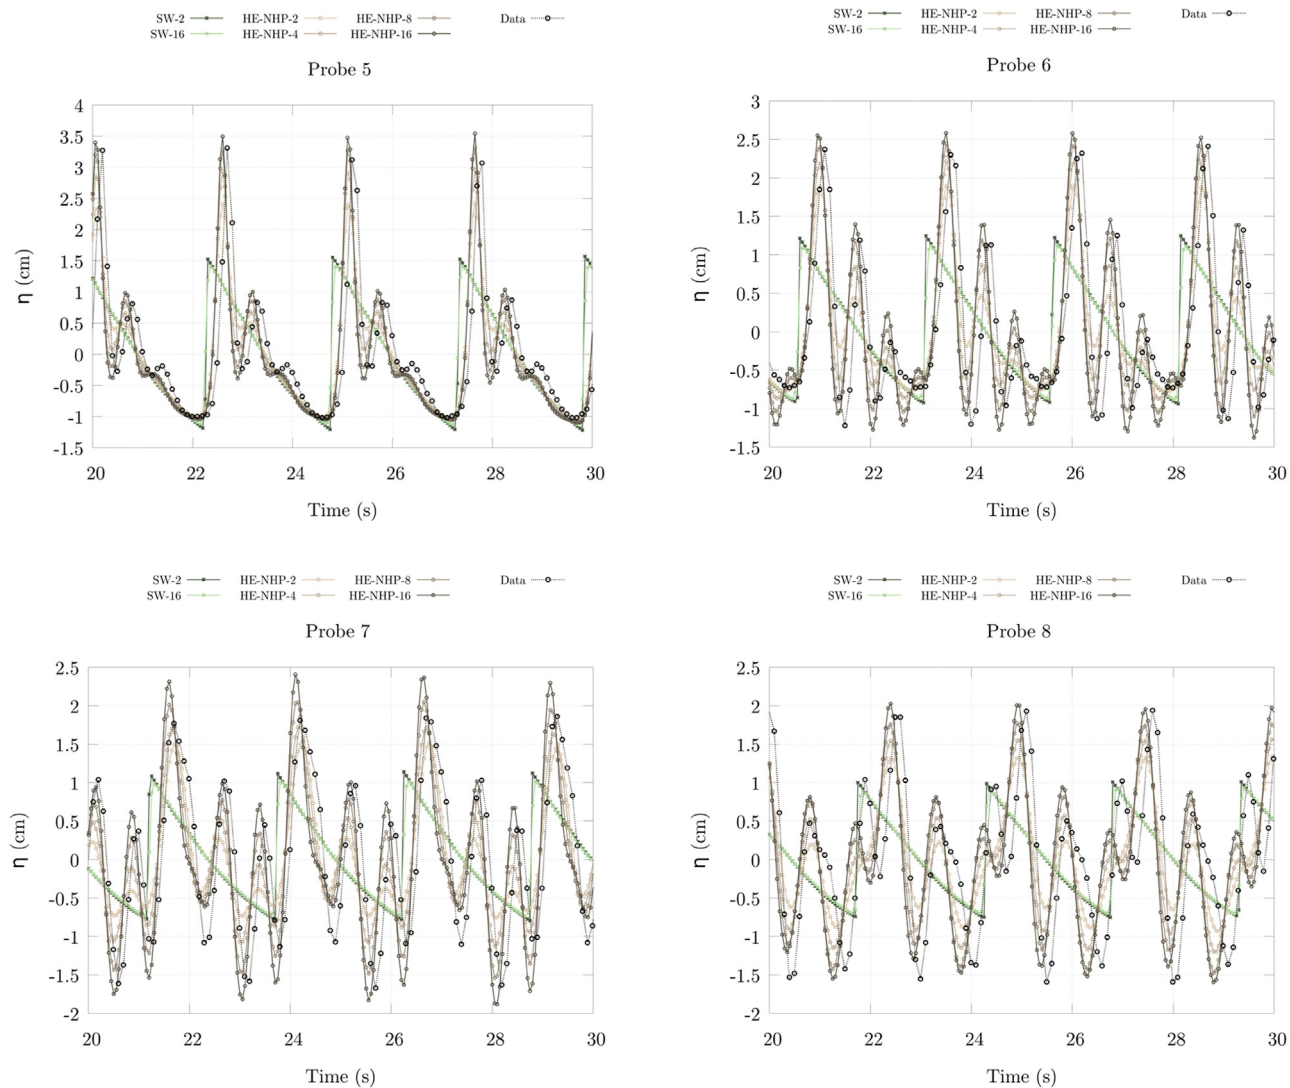 SW-2 HE-NHP-2 HE-NHP-8 Data
SW-16 HE-NHP-4 HE-NHP-16
Probe 5
4
3.5
3
2.5
2
1.5
1
0.5
0
-0.5
-1
-1.5
η (cm)
20 22 24 26 28 30
Time (s)
SW-2 HE-NHP-2 HE-NHP-8 Data
SW-16 HE-NHP-4 HE-NHP-16
Probe 6
3
2.5
2
1.5
1
0.5
0
-0.5
-1
-1.5
η (cm)
20 22 24 26 28 30
Time (s)
SW-2 HE-NHP-2 HE-NHP-8 Data
SW-16 HE-NHP-4 HE-NHP-16
Probe 7
2.5
2
1.5
1
0.5
0
-0.5
-1
-1.5
-2
η (cm)
20 22 24 26 28 30
Time (s)
SW-2 HE-NHP-2 HE-NHP-8 Data
SW-16 HE-NHP-4 HE-NHP-16
Probe 8
2.5
2
1.5
1
0.5
0
-0.5
-1
-1.5
-2
η (cm)
20 22 24 26 28 30
Time (s)